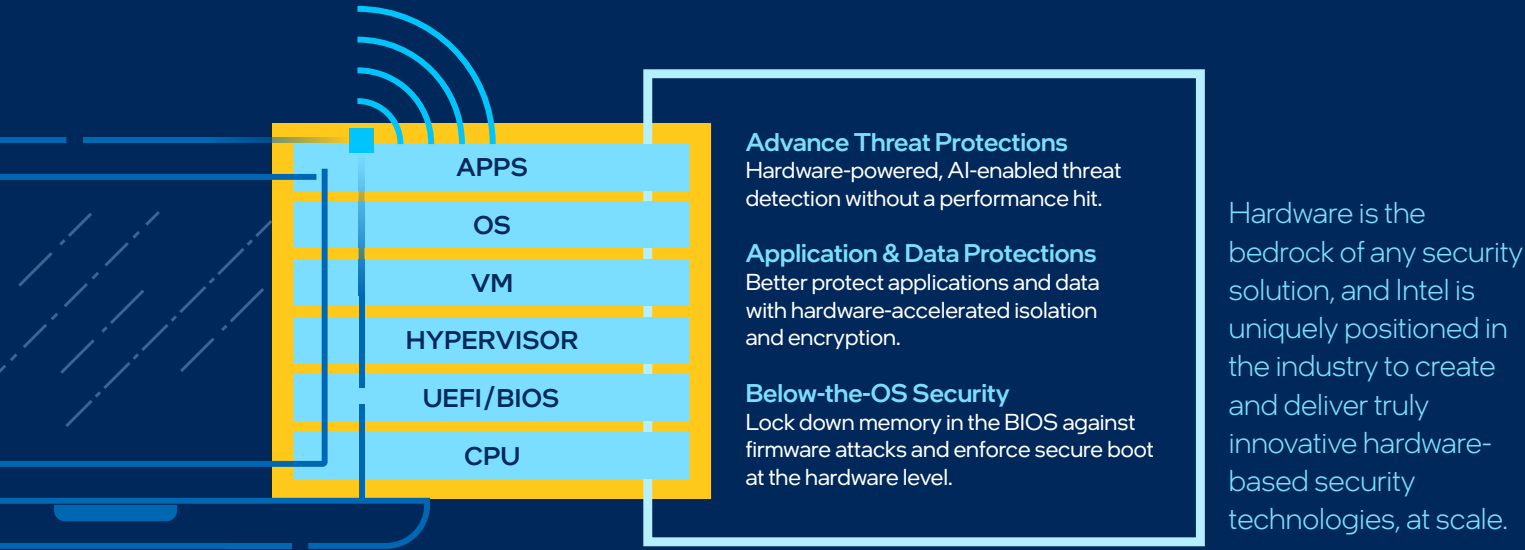 APPS
OS
VM
HYPERVISOR
UEFI/BIOS
CPU
Advance Threat Protections
Hardware-powered, AI-enabled threat
detection without a performance hit.
Application & Data Protections
Better protect applications and data
with hardware-accelerated isolation
and encryption.
Below-the-OS Security
Lock down memory in the BIOS against
firmware attacks and enforce secure boot
at the hardware level.
Hardware is the
bedrock of any security
solution, and Intel is
uniquely positioned in
the industry to create
and deliver truly
innovative hardware-
based security
technologies, at scale.